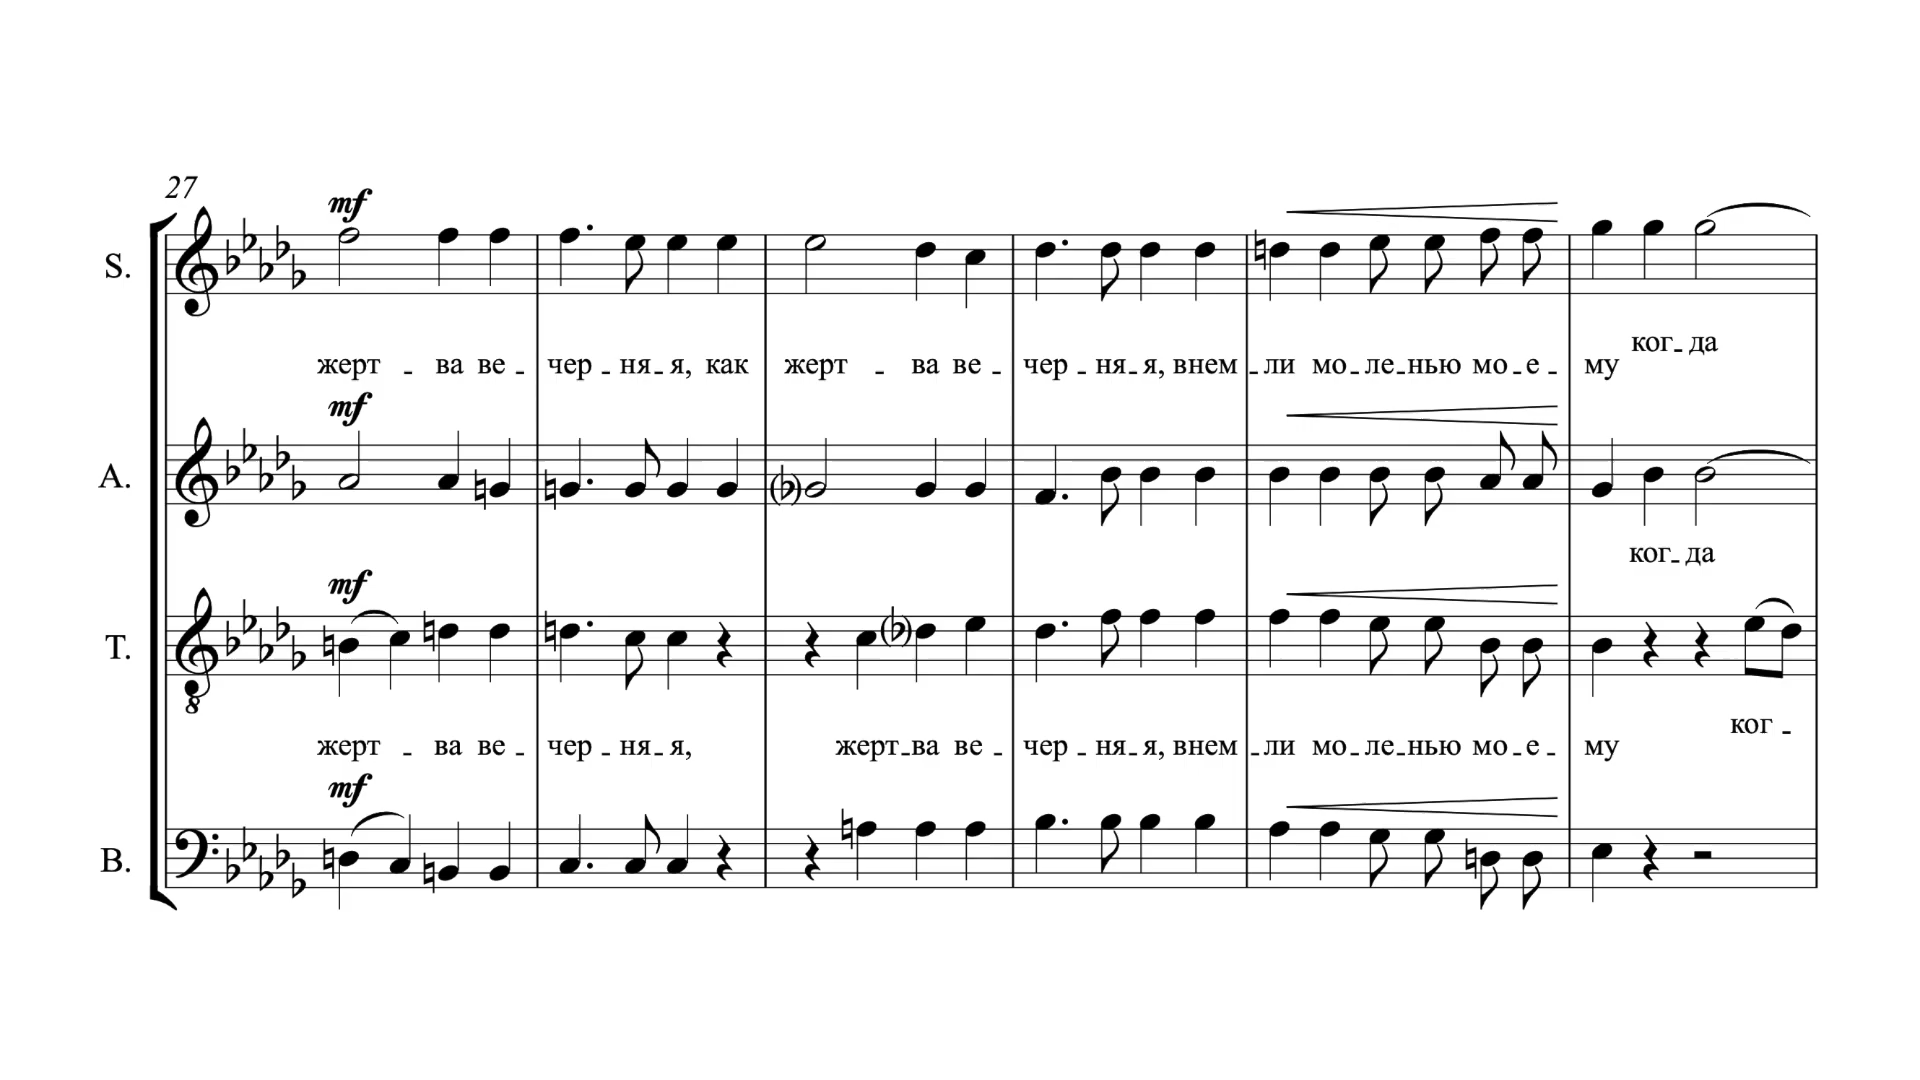 27
mf
S.
ког - да
жерт - ва ве - чер - ня - я, как жерт - ва ве - чер - ня - я, внем - ли мо - ле - нью мо - е - му
mf
A.
ког - да
mf
T.
8
ког -
жерт - ва ве - чер - ня - я, жерт - ва ве - чер - ня - я, внем - ли мо - ле - нью мо - е - му
mf
B.